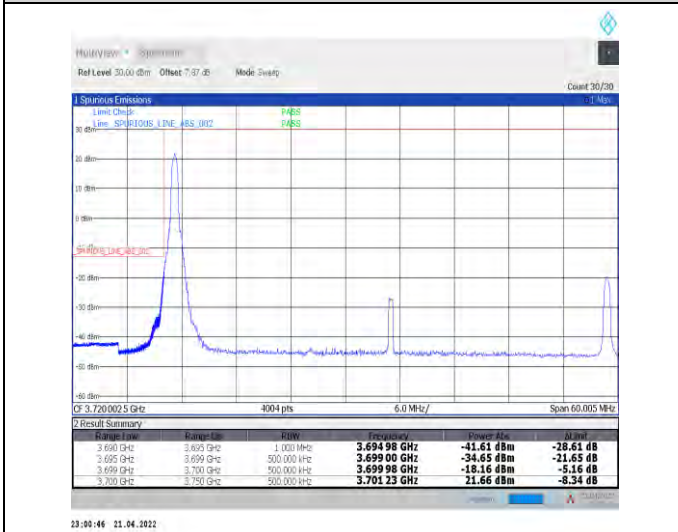 MultiView Spectrum
Ref Level 30.00 dBm Offset 7.87 dB Mode Sweep
Count 30/30
1 Spurious Emissions
Limit Check PASS
Line _SPURIOUS_LINE_ABS_002 PASS
30 dBm
20 dBm
10 dBm
0 dBm
-20 dBm
-30 dBm
-40 dBm
-50 dBm
-60 dBm
CF 3.7200025 GHz 4004 pts 6.0 MHz/ Span 60.005 MHz
2 Result Summary
Range Low Range Up RBW Frequency Power Abs ΔLimit
3.690 GHz 3.695 GHz 1.000 MHz 3.694 98 GHz -41.61 dBm -28.61 dB
3.695 GHz 3.699 GHz 500.000 kHz 3.699 00 GHz -34.65 dBm -21.65 dB
3.699 GHz 3.700 GHz 500.000 kHz 3.699 98 GHz -18.16 dBm -5.16 dB
3.700 GHz 3.750 GHz 500.000 kHz 3.701 23 GHz 21.66 dBm -8.34 dB
23:00:46 21.04.2022